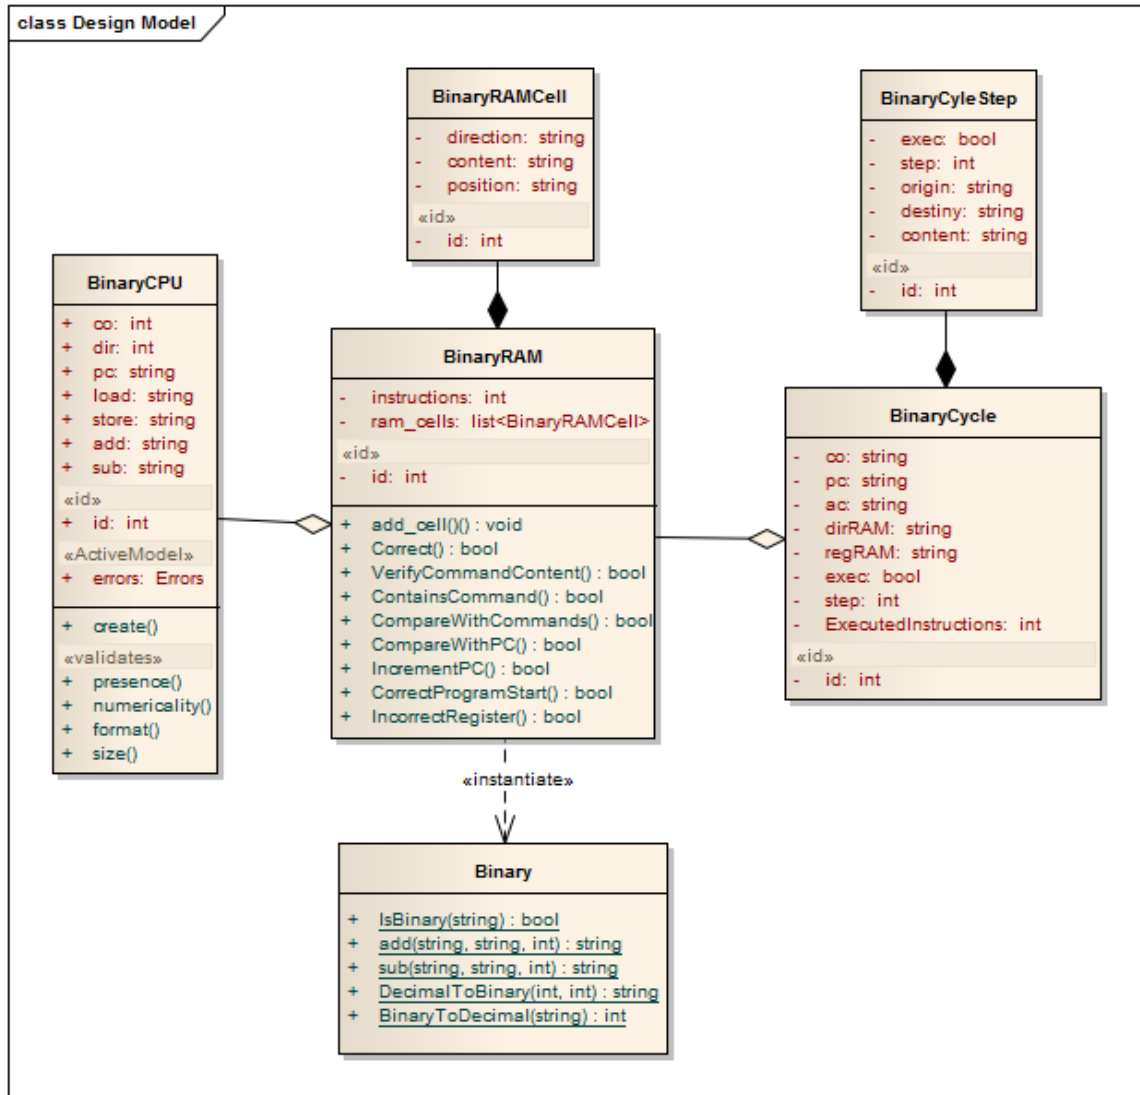 class Design Model
BinaryRAMCell
- direction: string
- content: string
- position: string
«id»
- id: int
BinaryCyleStep
- exec: bool
- step: int
- origin: string
- destiny: string
- content: string
«id»
- id: int
BinaryCPU
+ co: int
+ dir: int
+ pc: string
+ load: string
+ store: string
+ add: string
+ sub: string
«id»
+ id: int
«ActiveModel»
+ errors: Errors
+ create()
«validates»
+ presence()
+ numericality()
+ format()
+ size()
BinaryRAM
- instructions: int
- ram_cells: list<BinaryRAMCell>
«id»
- id: int
+ add_cell()() : void
+ Correct() : bool
+ VerifyCommandContent() : bool
+ ContainsCommand() : bool
+ CompareWithCommands() : bool
+ CompareWithPC() : bool
+ IncrementPC() : bool
+ CorrectProgramStart() : bool
+ IncorrectRegister() : bool
BinaryCycle
- co: string
- pc: string
- ac: string
- dirRAM: string
- regRAM: string
- exec: bool
- step: int
- ExecutedInstructions: int
«id»
- id: int
«instantiate»
Binary
+ IsBinary(string) : bool
+ add(string, string, int) : string
+ sub(string, string, int) : string
+ DecimalToBinary(int, int) : string
+ BinaryToDecimal(string) : int